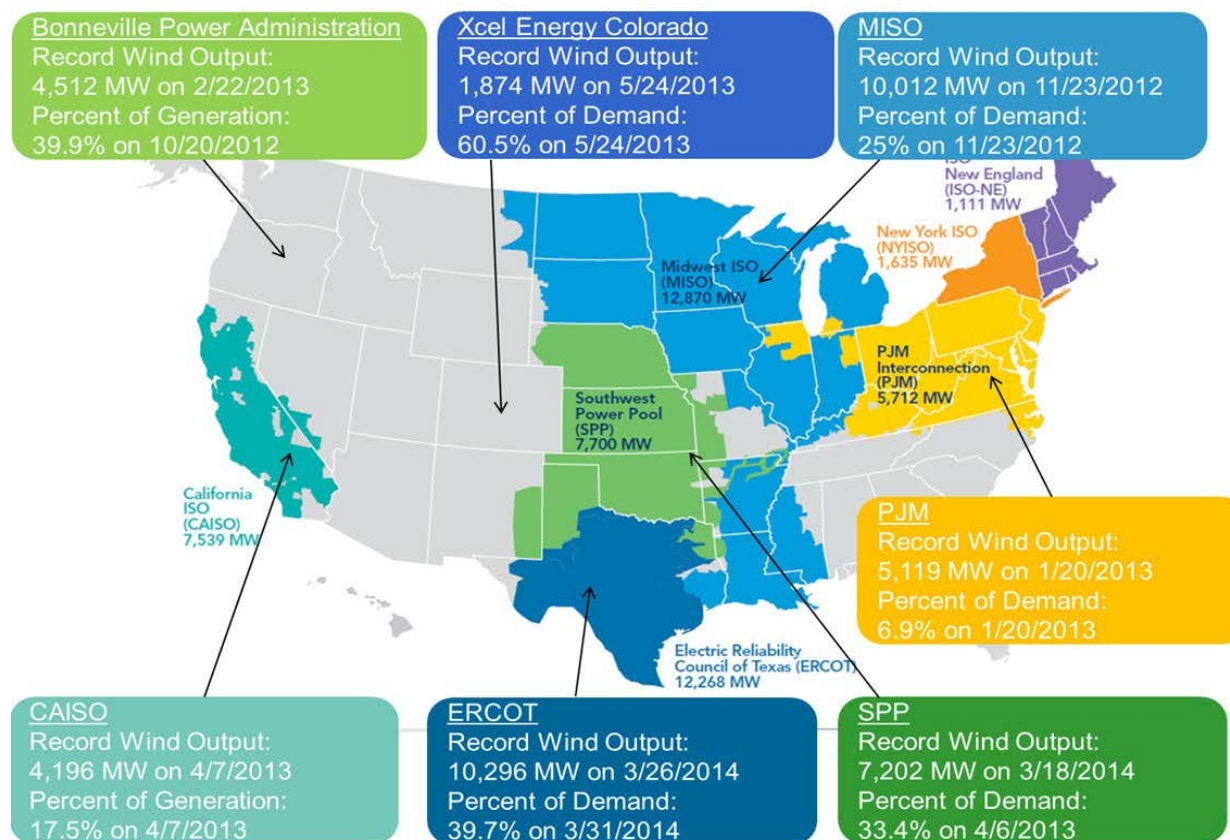 Bonneville Power Administration
Record Wind Output:
4,512 MW on 2/22/2013
Percent of Generation:
39.9% on 10/20/2012
Xcel Energy Colorado
Record Wind Output:
1,874 MW on 5/24/2013
Percent of Demand:
60.5% on 5/24/2013
MISO
Record Wind Output:
10,012 MW on 11/23/2012
Percent of Demand:
25% on 11/23/2012
ISO
New England
(ISO-NE)
1,111 MW
New York ISO
(NYISO)
1,635 MW
Midwest ISO
(MISO)
12,870 MW
PJM
Interconnection
(PJM)
5,712 MW
Southwest
Power Pool
(SPP)
7,700 MW
California
ISO
(CAISO)
7,539 MW
Electric Reliability
Council of Texas (ERCOT)
12,268 MW
PJM
Record Wind Output:
5,119 MW on 1/20/2013
Percent of Demand:
6.9% on 1/20/2013
CAISO
Record Wind Output:
4,196 MW on 4/7/2013
Percent of Generation:
17.5% on 4/7/2013
ERCOT
Record Wind Output:
10,296 MW on 3/26/2014
Percent of Demand:
39.7% on 3/31/2014
SPP
Record Wind Output:
7,202 MW on 3/18/2014
Percent of Demand:
33.4% on 4/6/2013